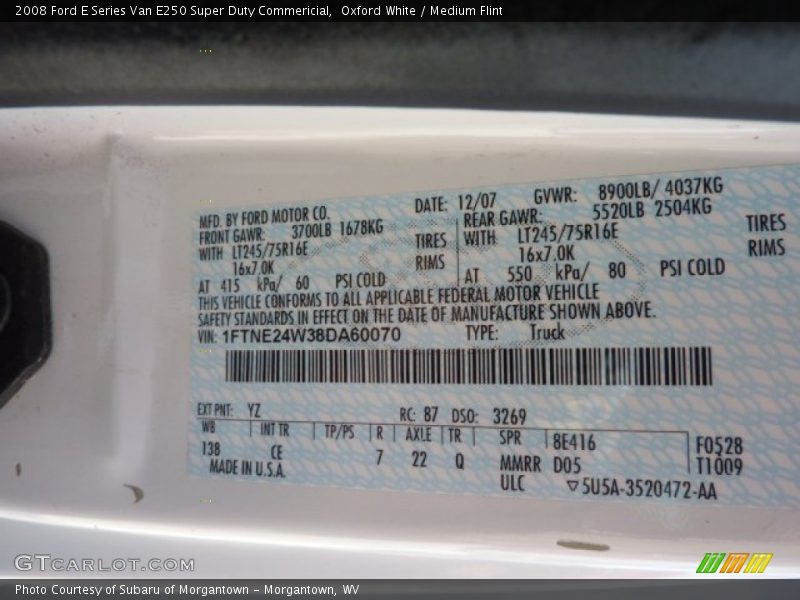 2008 Ford E Series Van E250 Super Duty Commericial, Oxford White / Medium Flint
MFD. BY FORD MOTOR CO. DATE: 12/07 GVWR: 8900LB/ 4037KG
FRONT GAWR: 3700LB 1678KG REAR GAWR: 5520LB 2504KG
WITH LT245/75R16E TIRES WITH LT245/75R16E TIRES
16x7.0K RIMS 16x7.0K RIMS
AT 415 kPa/ 60 PSI COLD AT 550 kPa/ 80 PSI COLD
THIS VEHICLE CONFORMS TO ALL APPLICABLE FEDERAL MOTOR VEHICLE
SAFETY STANDARDS IN EFFECT ON THE DATE OF MANUFACTURE SHOWN ABOVE.
VIN: 1FTNE24W38DA60070 TYPE: Truck
EXT PNT: YZ RC: 87 DSO: 3269
WB INT TR TP/PS R AXLE TR SPR 8E416 F0528
138 CE 7 22 Q MMRR D05 T1009
MADE IN U.S.A. ULC ▽5U5A-3520472-AA
GTCARLOT.COM
Photo Courtesy of Subaru of Morgantown - Morgantown, WV